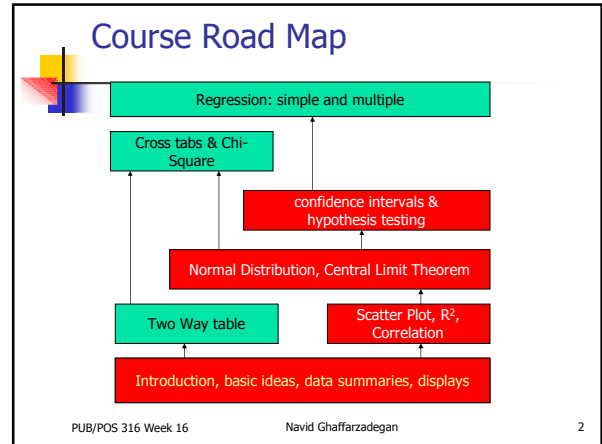 Course Road Map
Regression: simple and multiple
Cross tabs & Chi-
Square
confidence intervals &
hypothesis testing
Normal Distribution, Central Limit Theorem
Two Way table
Scatter Plot, R²,
Correlation
Introduction, basic ideas, data summaries, displays
PUB/POS 316 Week 16
Navid Ghaffarzadegan
2